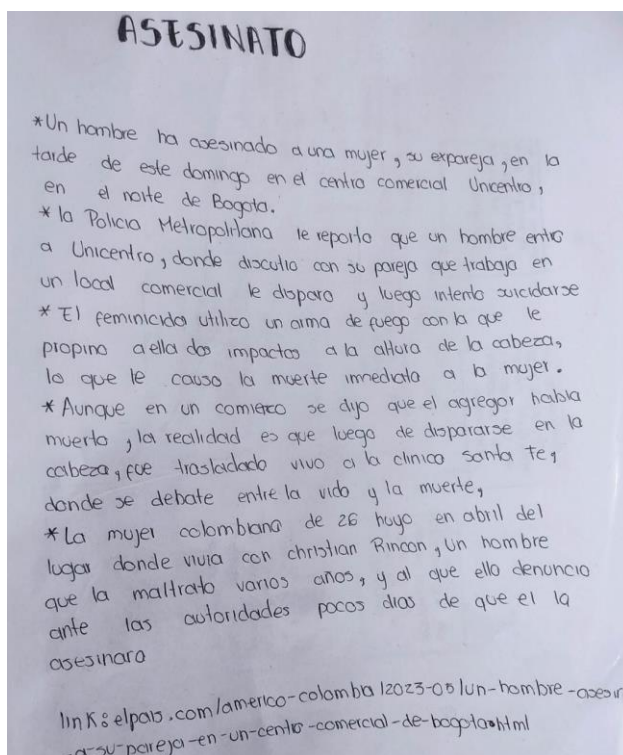 ASESINATO
*Un hombre ha asesinado a una mujer, su expareja, en la
tarde de este domingo en el centro comercial Unicentro,
en el norte de Bogota.
* la Policia Metropolitana le reporto que un hombre entro
a Unicentro, donde discutio con su pareja que trabaja en
un local comercial le disparo y luego intento suicidarse
* El feminicida utilizo un arma de fuego con la que le
propino a ella dos impactos a la altura de la cabeza,
lo que le causo la muerte inmediata a la mujer.
* Aunque en un comienzo se dijo que el agregor habia
muerto, la realidad es que luego de dispararse en la
cabeza, fue trasladado vivo a la clinica santa fe,
donde se debate entre la vida y la muerte,
*La mujer colombiana de 26 huyo en abril del
lugar donde vivia con christian Rincon, Un hombre
que la maltrato varios años, y al que ella denuncio
ante las autoridades pocos dias de que el la
asesinara
link: elpais.com/america-colombia/2023-05/un-hombre-asesin
-a-su-pareja-en-un-centro-comercial-de-bogota.html